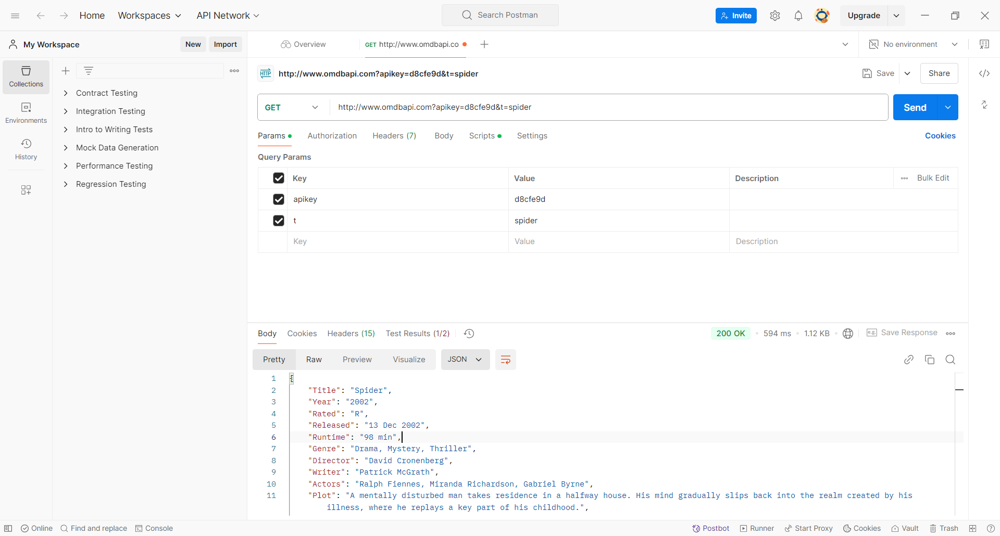 Home Workspaces API Network Search Postman Invite Upgrade
My Workspace New Import Overview GET http://www.omdbapi.co No environment
Collections
Environments
History
Contract Testing
Integration Testing
Intro to Writing Tests
Mock Data Generation
Performance Testing
Regression Testing
HTTP http://www.omdbapi.com?apikey=d8cfe9d&t=spider Save Share
GET http://www.omdbapi.com?apikey=d8cfe9d&t=spider Send
Params Authorization Headers (7) Body Scripts Settings Cookies
Query Params
Key Value Description Bulk Edit
apikey d8cfe9d
t spider
Key Value Description
Body Cookies Headers (15) Test Results (1/2) 200 OK 594 ms 1.12 KB e.g. Save Response
Pretty Raw Preview Visualize JSON
1 {
2 "Title": "Spider",
3 "Year": "2002",
4 "Rated": "R",
5 "Released": "13 Dec 2002",
6 "Runtime": "98 min",
7 "Genre": "Drama, Mystery, Thriller",
8 "Director": "David Cronenberg",
9 "Writer": "Patrick McGrath",
10 "Actors": "Ralph Fiennes, Miranda Richardson, Gabriel Byrne",
11 "Plot": "A mentally disturbed man takes residence in a halfway house. His mind gradually slips back into the realm created by his
illness, where he replays a key part of his childhood.",
Online Find and replace Console Postbot Runner Start Proxy Cookies Vault Trash